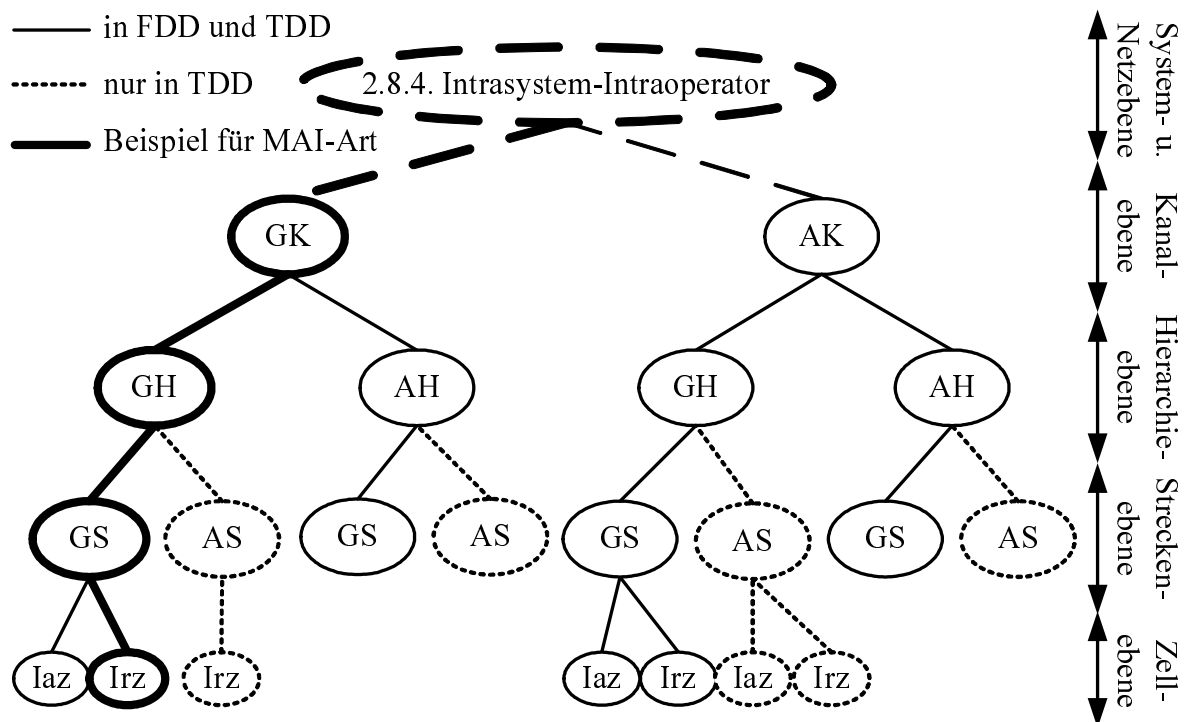 in FDD und TDD
nur in TDD
Beispiel für MAI-Art
2.8.4. Intrasystem-Intraoperator
GK
AK
GH
AH
GH
AH
GS
AS
GS
AS
GS
AS
GS
AS
Iaz
Irz
Irz
Iaz
Irz
Iaz
Irz
System- u.
Netzebene
Kanal-
ebene
Hierarchie-
ebene
Strecken-
ebene
Zell-
ebene